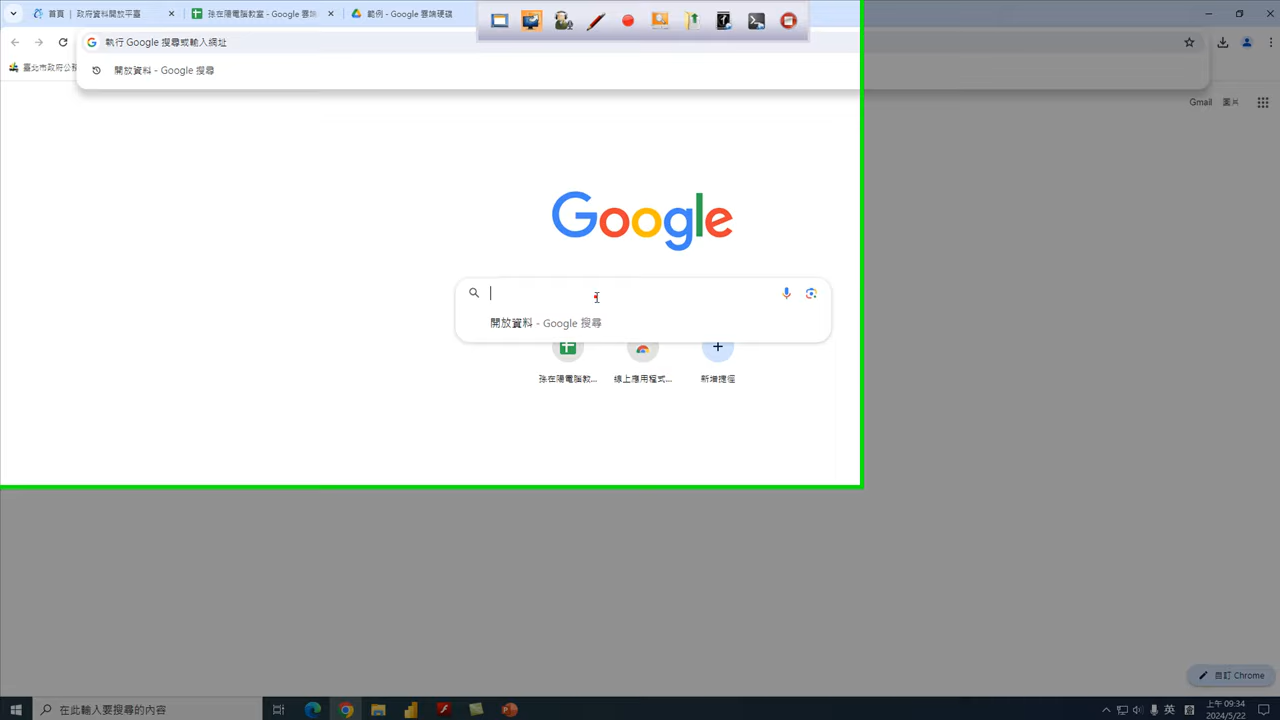 首頁 | 政府資料開放平臺
孫在陽電腦教室 - Google 雲端
範例 - Google 雲端硬碟
執行 Google 搜尋或輸入網址
臺北市政府公務
開放資料 - Google 搜尋
Gmail 圖片
Google
開放資料 - Google 搜尋
孫在陽電腦教... 線上應用程式... 新增捷徑
自訂 Chrome
在此輸入要搜尋的內容
英
上午 09:34
2024/5/22